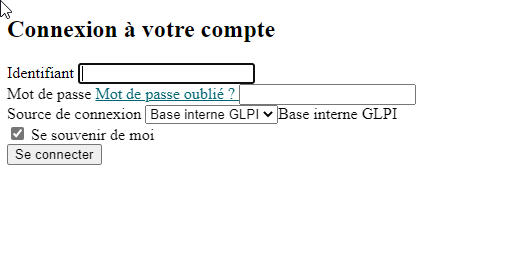 Connexion à votre compte
Identifiant
Mot de passe Mot de passe oublié ?
Source de connexion Base interne GLPI Base interne GLPI
Se souvenir de moi
Se connecter